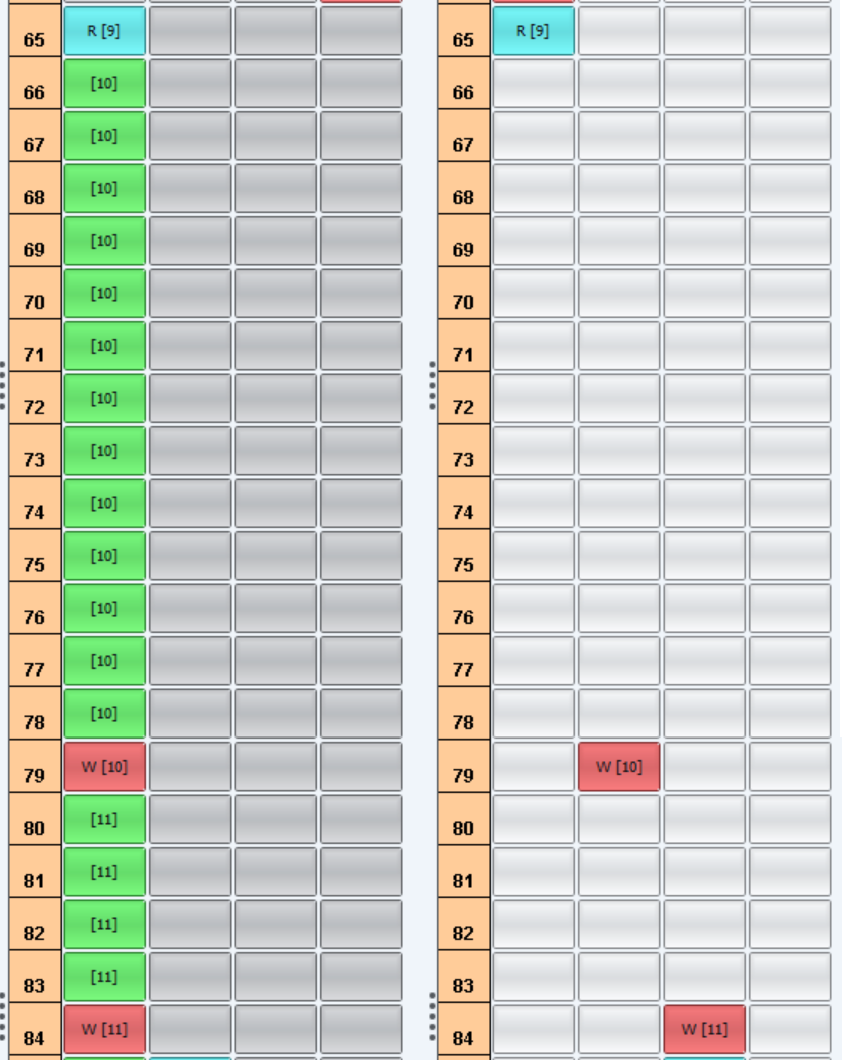 65 R [9] 65 R [9]
66 [10] 66
67 [10] 67
68 [10] 68
69 [10] 69
70 [10] 70
71 [10] 71
72 [10] 72
73 [10] 73
74 [10] 74
75 [10] 75
76 [10] 76
77 [10] 77
78 [10] 78
79 W [10] 79 W [10]
80 [11] 80
81 [11] 81
82 [11] 82
83 [11] 83
84 W [11] 84 W [11]